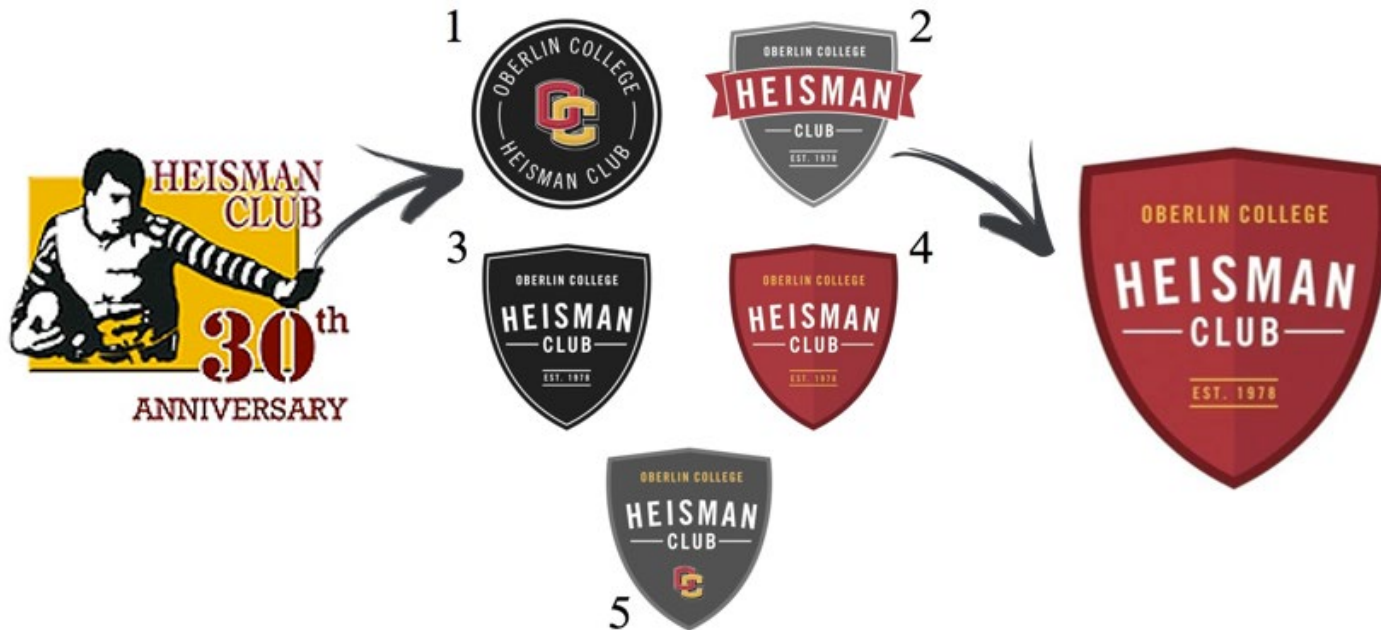 HEISMAN
CLUB
30th
ANNIVERSARY
1
OBERLIN COLLEGE
OC
HEISMAN CLUB
2
OBERLIN COLLEGE
HEISMAN
CLUB
EST. 1978
3
OBERLIN COLLEGE
HEISMAN
CLUB
EST. 1978
4
OBERLIN COLLEGE
HEISMAN
CLUB
EST. 1978
5
OBERLIN COLLEGE
HEISMAN
CLUB
OC
OBERLIN COLLEGE
HEISMAN
CLUB
EST. 1978